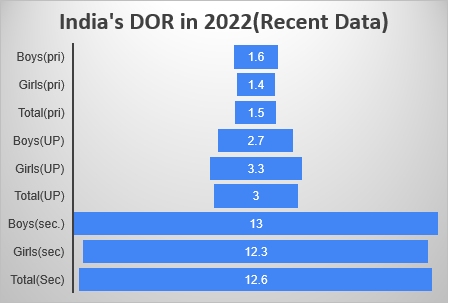 India's DOR in 2022(Recent Data)
Boys(pri) 1.6
Girls(pri) 1.4
Total(pri) 1.5
Boys(UP) 2.7
Girls(UP) 3.3
Total(UP) 3
Boys(sec.) 13
Girls(sec) 12.3
Total(Sec) 12.6